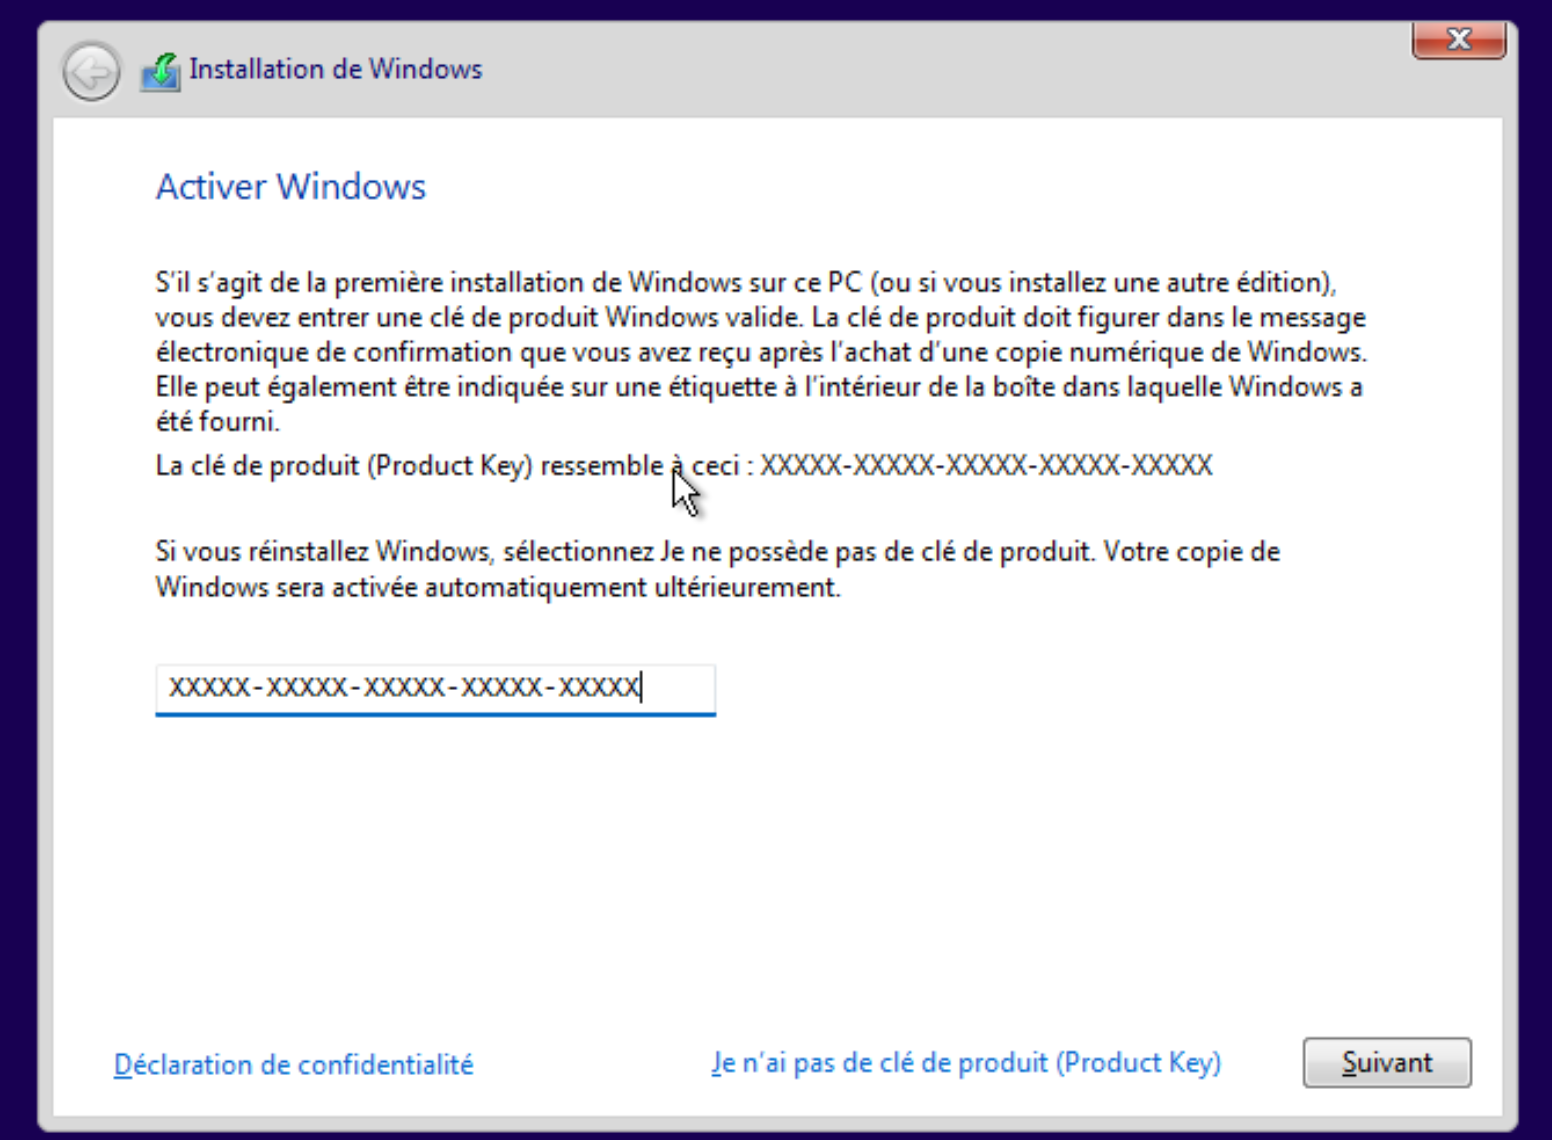 Installation de Windows
Activer Windows
S'il s'agit de la première installation de Windows sur ce PC (ou si vous installez une autre édition),
vous devez entrer une clé de produit Windows valide. La clé de produit doit figurer dans le message
électronique de confirmation que vous avez reçu après l'achat d'une copie numérique de Windows.
Elle peut également être indiquée sur une étiquette à l'intérieur de la boîte dans laquelle Windows a
été fourni.
La clé de produit (Product Key) ressemble à ceci : XXXXX-XXXXX-XXXXX-XXXXX-XXXXX
Si vous réinstallez Windows, sélectionnez Je ne possède pas de clé de produit. Votre copie de
Windows sera activée automatiquement ultérieurement.
XXXXX-XXXXX-XXXXX-XXXXX-XXXXX
Déclaration de confidentialité
Je n'ai pas de clé de produit (Product Key)
Suivant